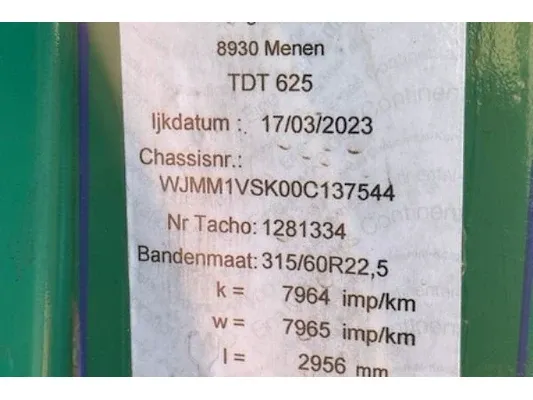 8930 Menen
TDT 625
Ijkdatum : 17/03/2023
Chassisnr.:
WJMM1VSK00C137544
Nr Tacho: 1281334
Bandenmaat: 315/60R22,5
k = 7964 imp/km
w = 7965 imp/km
l = 2956 mm